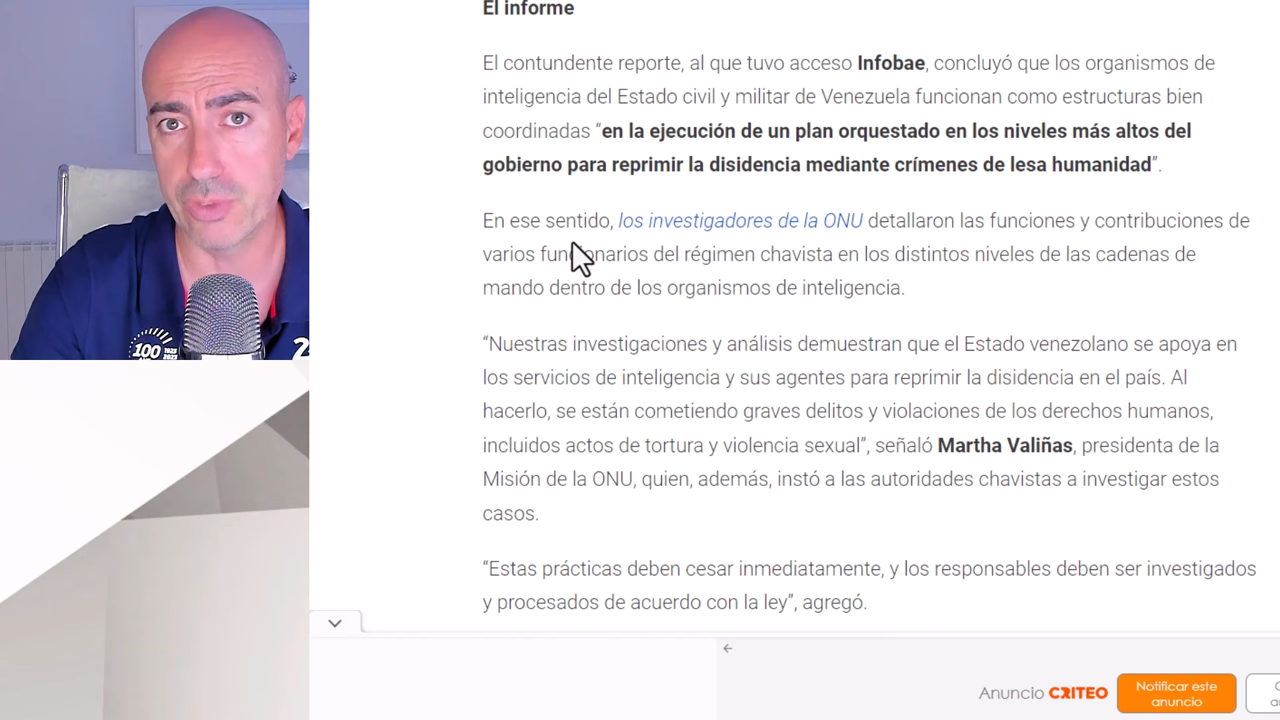 El informe
El contundente reporte, al que tuvo acceso Infobae, concluyó que los organismos de
inteligencia del Estado civil y militar de Venezuela funcionan como estructuras bien
coordinadas “en la ejecución de un plan orquestado en los niveles más altos del
gobierno para reprimir la disidencia mediante crímenes de lesa humanidad”.
En ese sentido, los investigadores de la ONU detallaron las funciones y contribuciones de
varios funcionarios del régimen chavista en los distintos niveles de las cadenas de
mando dentro de los organismos de inteligencia.
“Nuestras investigaciones y análisis demuestran que el Estado venezolano se apoya en
los servicios de inteligencia y sus agentes para reprimir la disidencia en el país. Al
hacerlo, se están cometiendo graves delitos y violaciones de los derechos humanos,
incluidos actos de tortura y violencia sexual”, señaló Martha Valiñas, presidenta de la
Misión de la ONU, quien, además, instó a las autoridades chavistas a investigar estos
casos.
“Estas prácticas deben cesar inmediatamente, y los responsables deben ser investigados
y procesados de acuerdo con la ley”, agregó.
100
2
Anuncio CRITEO
Notificar este
anuncio